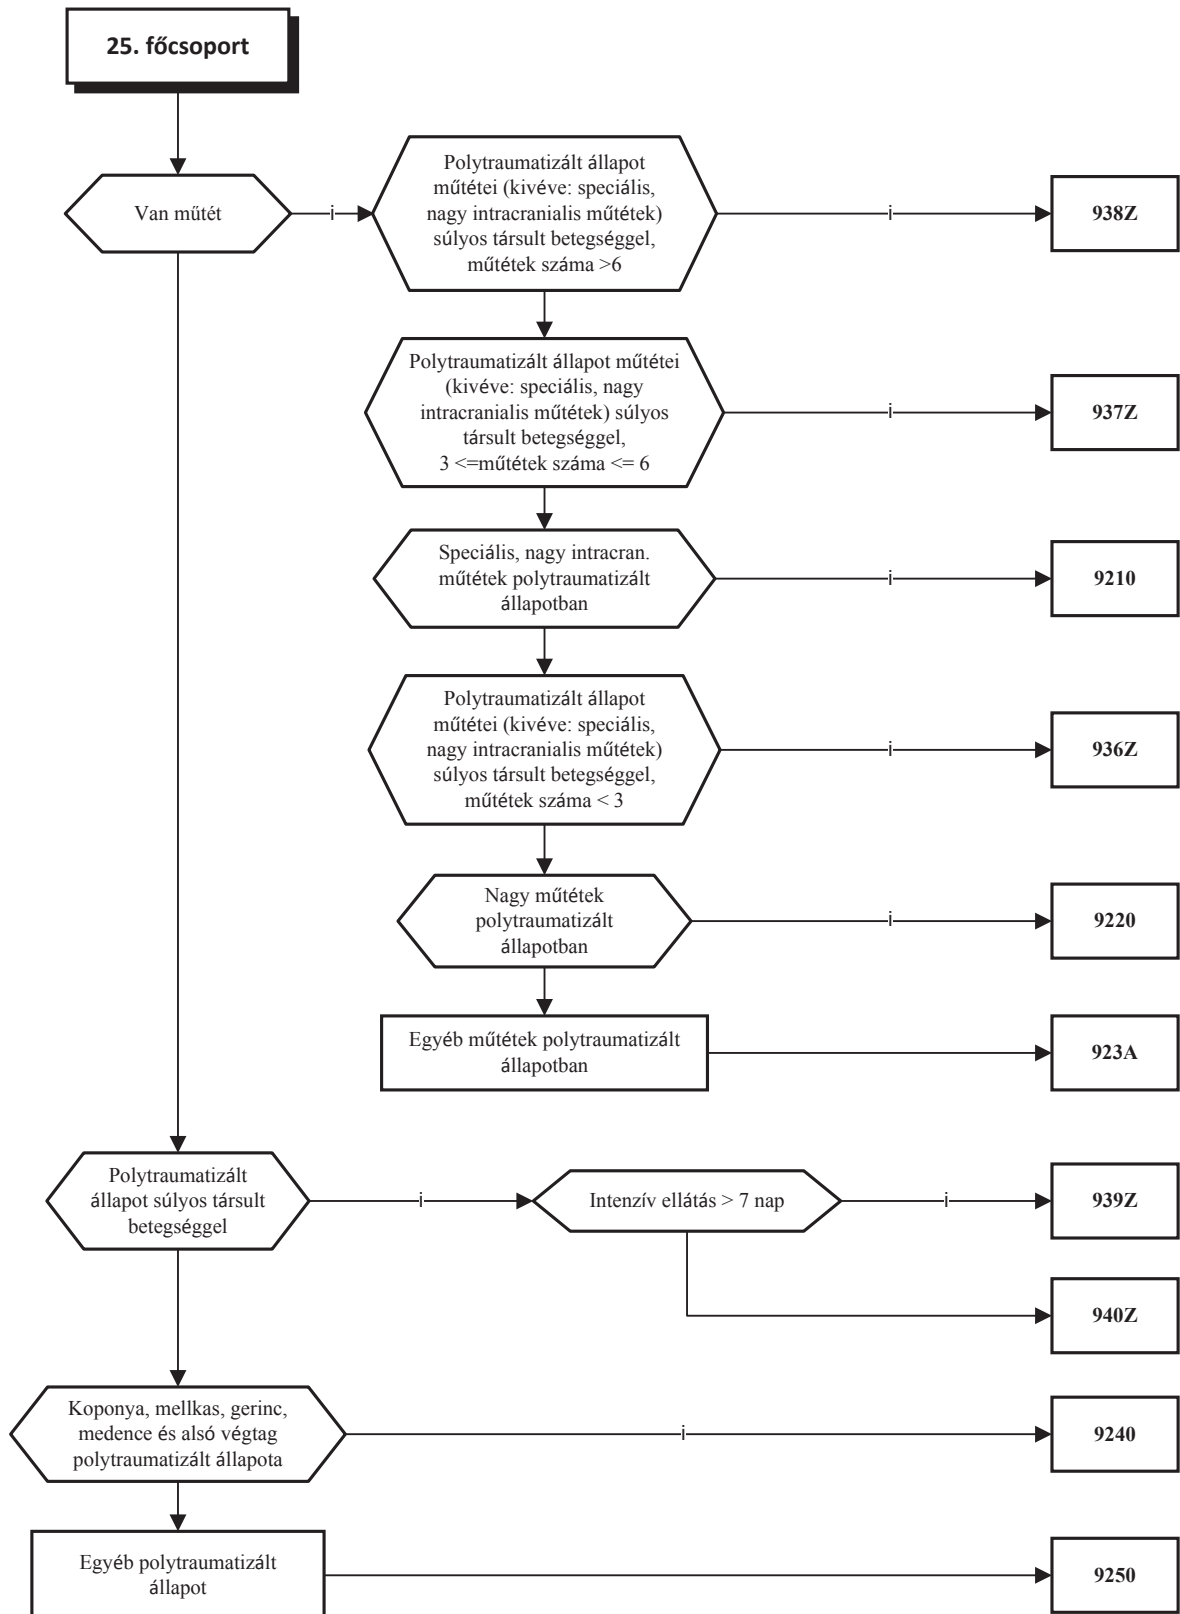 25. főcsoport
Van műtét
i
Polytraumatizált állapot
műtétei (kivéve: speciális,
nagy intracranialis műtétek)
súlyos társult betegséggel,
műtétek száma >6
i
938Z
Polytraumatizált állapot műtétei
(kivéve: speciális, nagy
intracranialis műtétek) súlyos
társult betegséggel,
3 <=műtétek száma <= 6
i
937Z
Speciális, nagy intracran.
műtétek polytraumatizált
állapotban
i
9210
Polytraumatizált állapot
műtétei (kivéve: speciális,
nagy intracranialis műtétek)
súlyos társult betegséggel,
műtétek száma < 3
i
936Z
Nagy műtétek
polytraumatizált
állapotban
i
9220
Egyéb műtétek polytraumatizált
állapotban
923A
Polytraumatizált
állapot súlyos társult
betegséggel
i
Intenzív ellátás > 7 nap
i
939Z
940Z
Koponya, mellkas, gerinc,
medence és alsó végtag
polytraumatizált állapota
i
9240
Egyéb polytraumatizált
állapot
9250